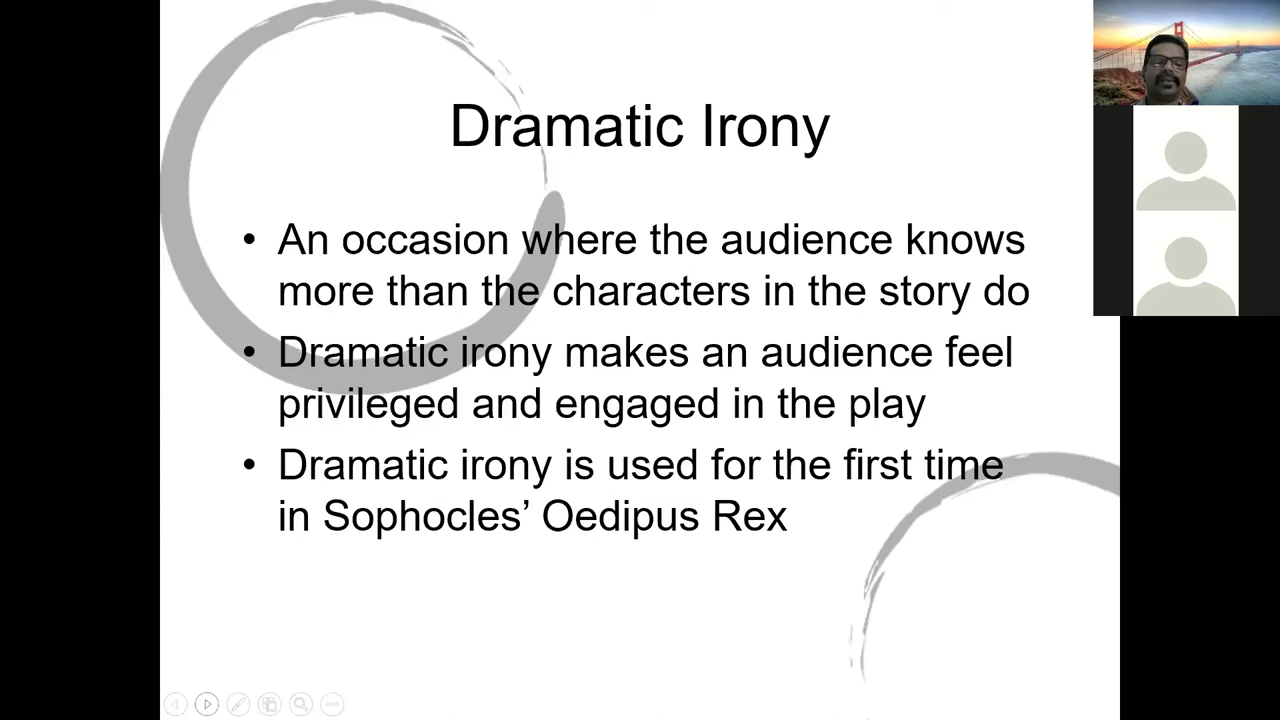 Dramatic Irony
• An occasion where the audience knows
more than the characters in the story do
• Dramatic irony makes an audience feel
privileged and engaged in the play
• Dramatic irony is used for the first time
in Sophocles’ Oedipus Rex